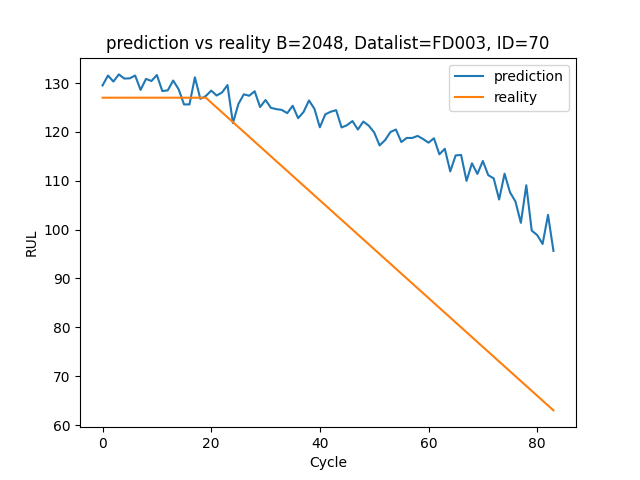 prediction vs reality B=2048, Datalist=FD003, ID=70
prediction
reality
130
120
110
100
90
80
70
60
RUL
0 20 40 60 80
Cycle